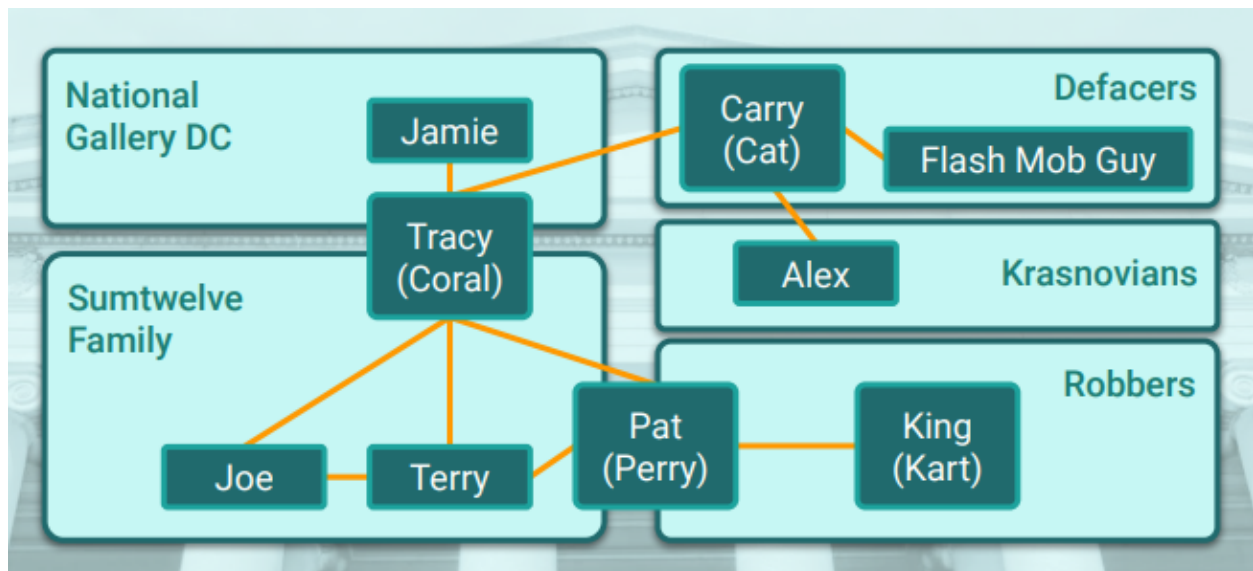 National
Gallery DC
Jamie
Carry
(Cat)
Defacers
Flash Mob Guy
Tracy
(Coral)
Alex
Krasnovians
Sumtwelve
Family
Joe
Terry
Pat
(Perry)
King
(Kart)
Robbers